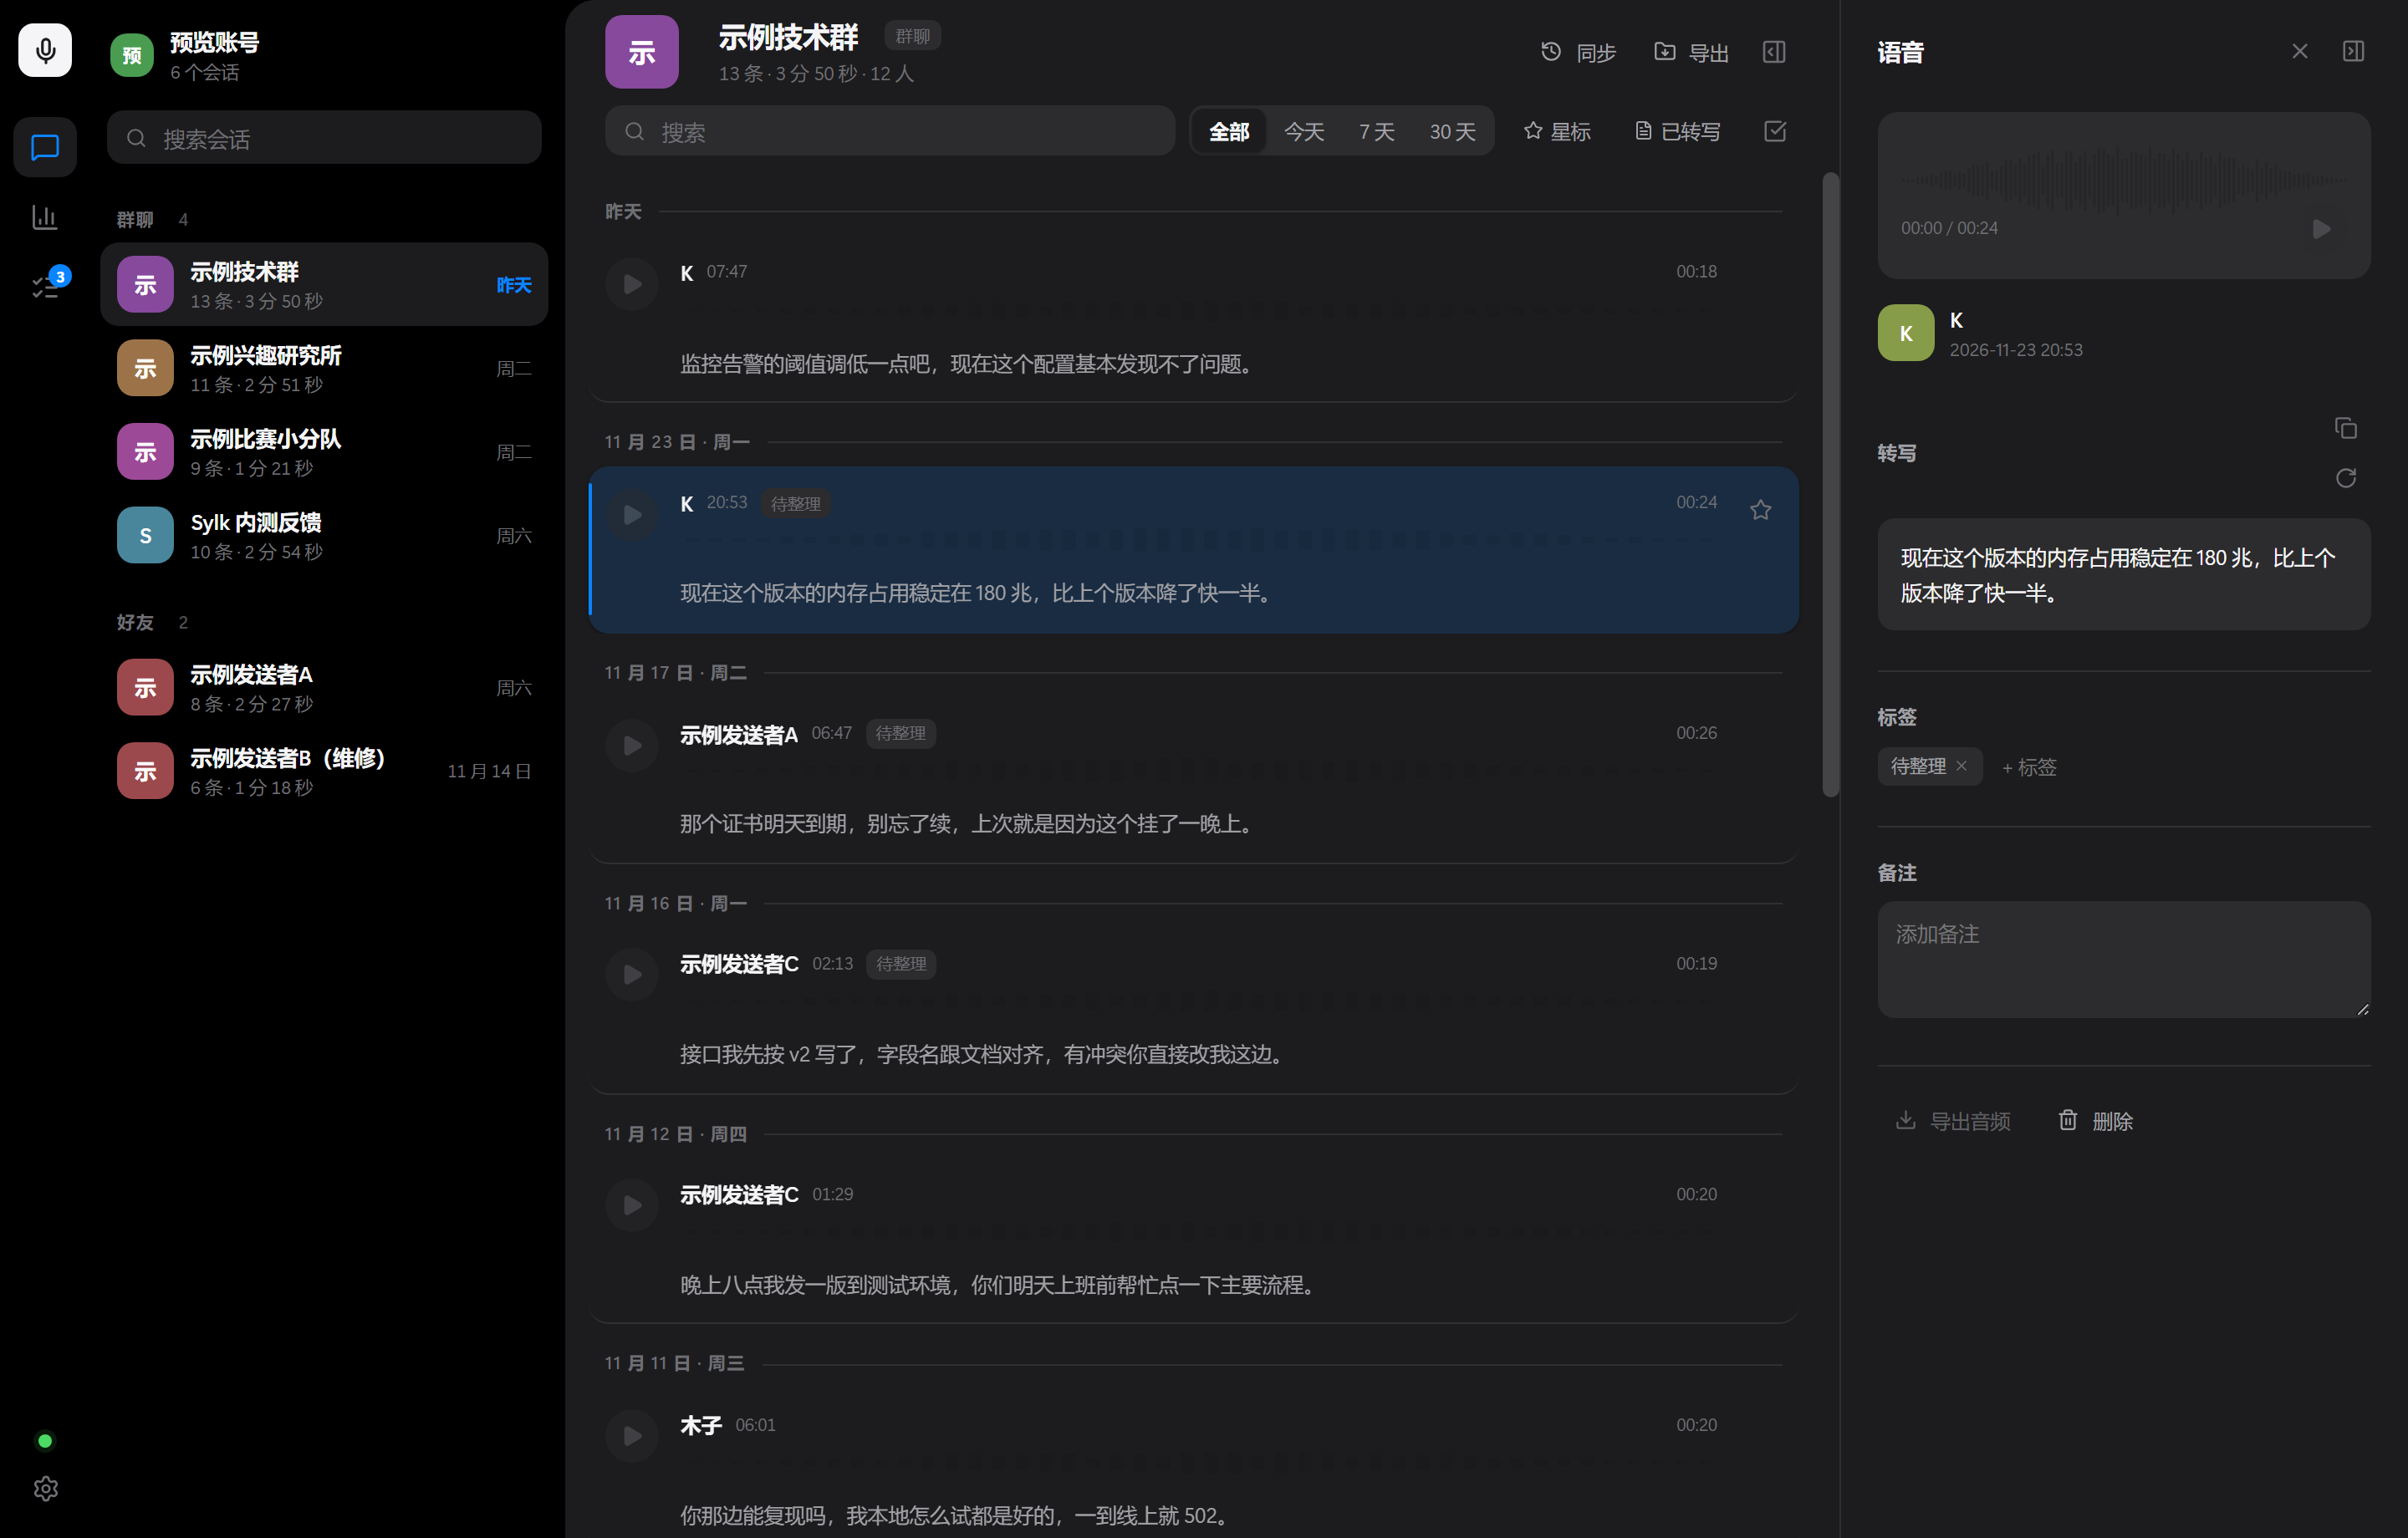 预
预览账号
6 个会话
搜索会话
3
群聊 4
示
示例技术群
13 条 · 3 分 50 秒
昨天
示
示例兴趣研究所
11 条 · 2 分 51 秒
周二
示
示例比赛小分队
9 条 · 1 分 21 秒
周二
S
Sylk 内测反馈
10 条 · 2 分 54 秒
周六
好友 2
示
示例发送者A
8 条 · 2 分 27 秒
周六
示
示例发送者B（维修）
6 条 · 1 分 18 秒
11 月 14 日
示
示例技术群 群聊
13 条 · 3 分 50 秒 · 12 人
同步 导出
搜索
全部 今天 7 天 30 天 星标 已转写
昨天
K 07:47 00:18
监控告警的阈值调低一点吧，现在这个配置基本发现不了问题。
11 月 23 日 · 周一
K 20:53 待整理 00:24
现在这个版本的内存占用稳定在 180 兆，比上个版本降了快一半。
11 月 17 日 · 周二
示例发送者A 06:47 待整理 00:26
那个证书明天到期，别忘了续，上次就是因为这个挂了一晚上。
11 月 16 日 · 周一
示例发送者C 02:13 待整理 00:19
接口我先按 v2 写了，字段名跟文档对齐，有冲突你直接改我这边。
11 月 12 日 · 周四
示例发送者C 01:29 00:20
晚上八点我发一版到测试环境，你们明天上班前帮忙点一下主要流程。
11 月 11 日 · 周三
木子 06:01 00:20
你那边能复现吗，我本地怎么试都是好的，一到线上就 502。
语音
00:00 / 00:24
K
K
2026-11-23 20:53
转写
现在这个版本的内存占用稳定在 180 兆，比上个
版本降了快一半。
标签
待整理 × + 标签
备注
添加备注
导出音频 删除